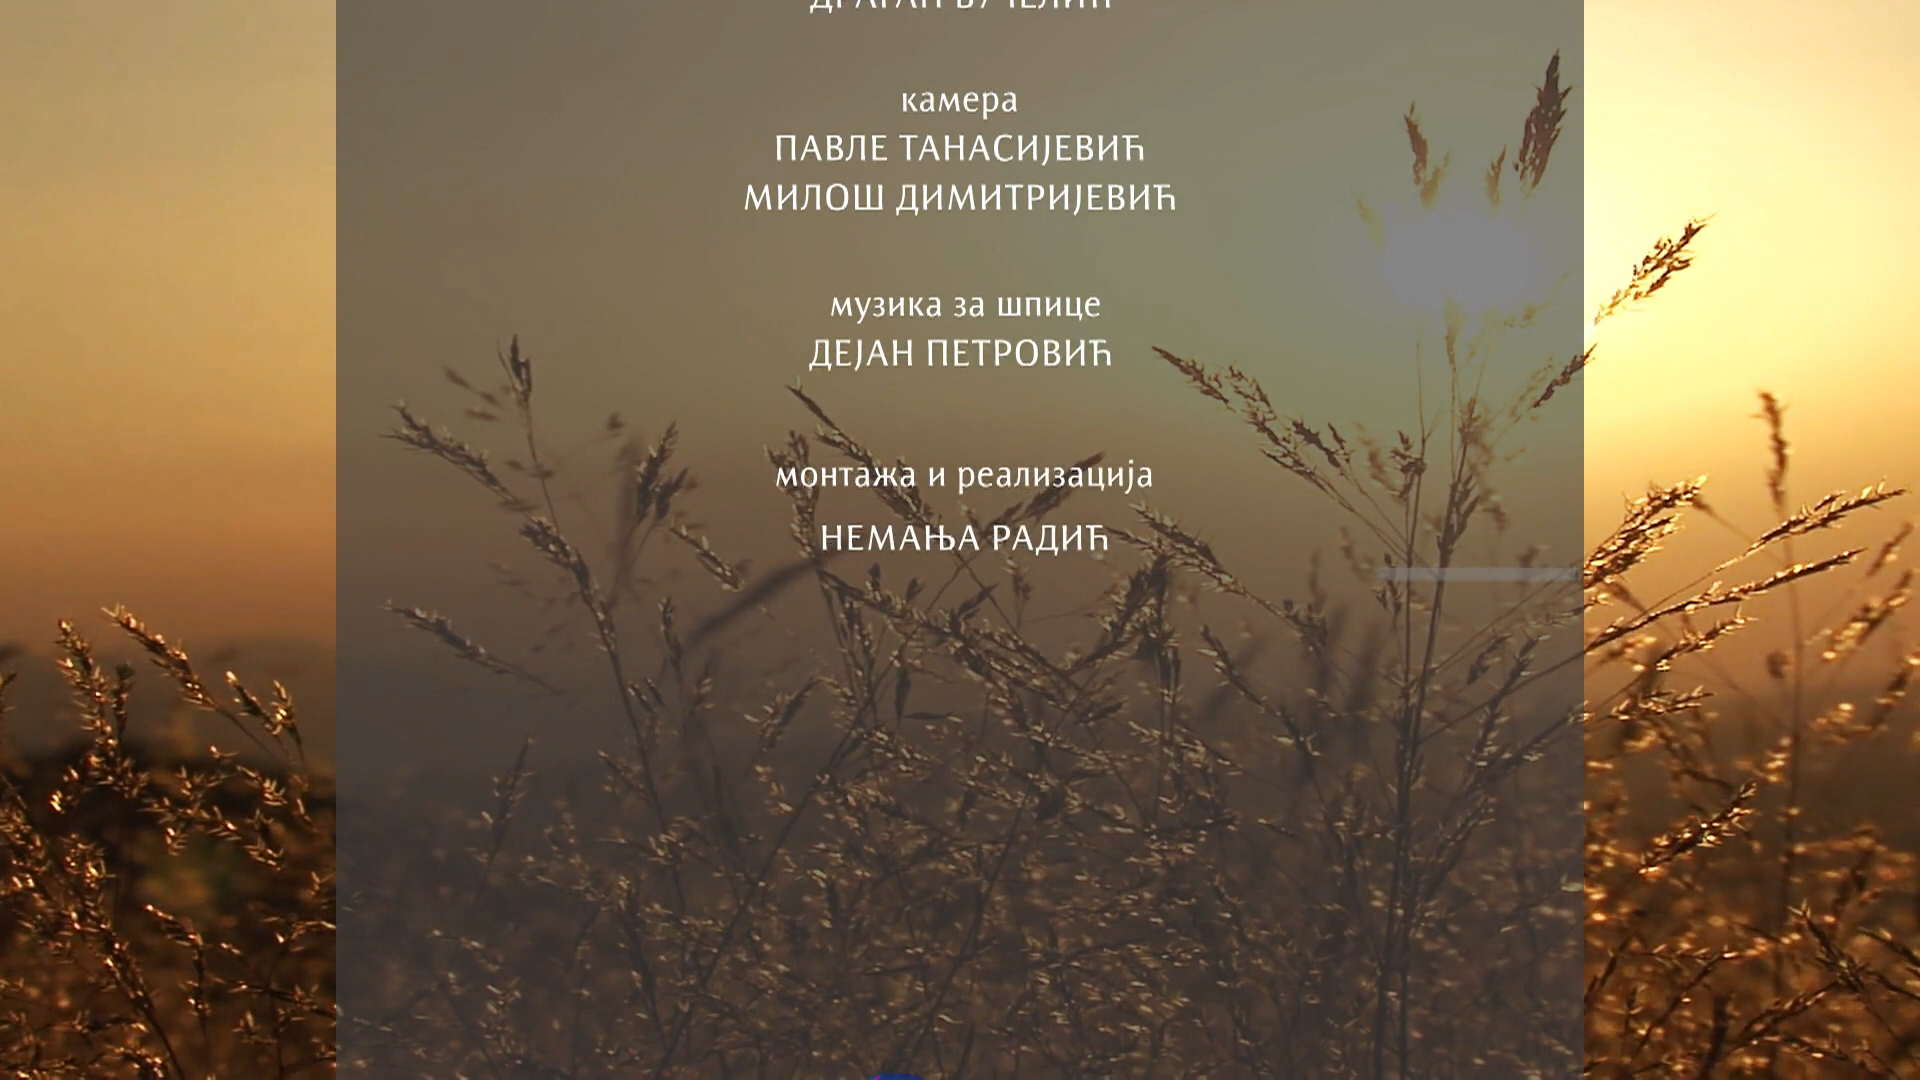 камера
ПАВЛЕ ТАНАСИЈЕВИЋ
МИЛОШ ДИМИТРИЈЕВИЋ
музика за шпице
ДЕЈАН ПЕТРОВИЋ
монтажа и реализација
НЕМАЊА РАДИЋ